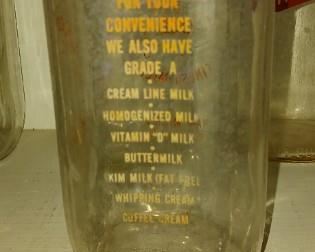 FOR YOUR
CONVENIENCE
WE ALSO HAVE
GRADE A
CREAM LINE MILK
HOMOGENIZED MILK
VITAMIN "D" MILK
BUTTERMILK
KIM MILK (FAT FREE
WHIPPING CREAM
COFFEE CREAM